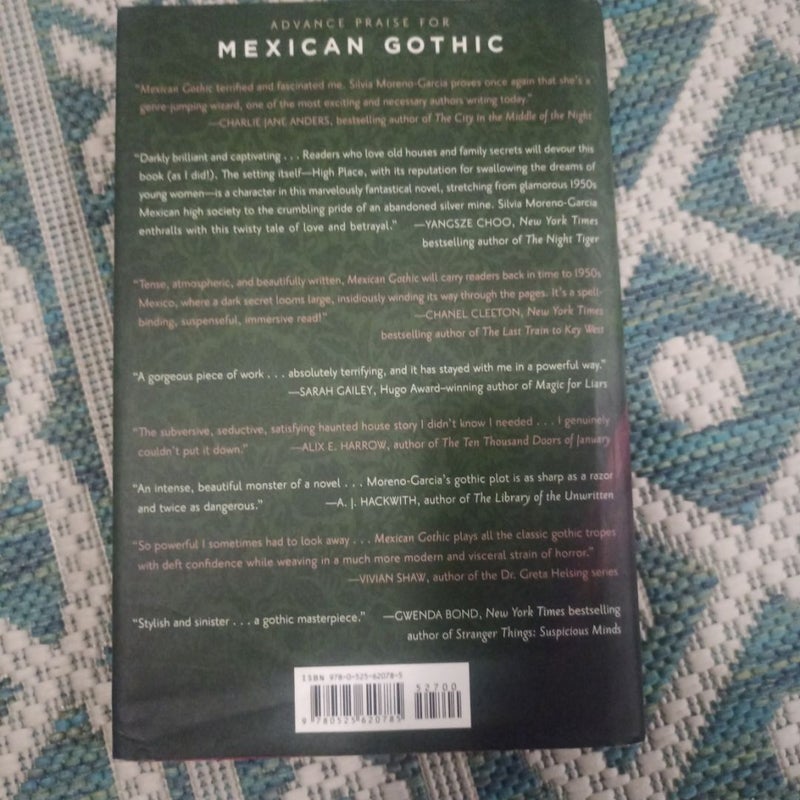 ADVANCE PRAISE FOR
MEXICAN GOTHIC
"Mexican Gothic terrified and fascinated me. Silvia Moreno-Garcia proves once again that she's a
genre-jumping wizard, one of the most exciting and necessary authors writing today."
—CHARLIE JANE ANDERS, bestselling author of The City in the Middle of the Night
"Darkly brilliant and captivating . . . Readers who love old houses and family secrets will devour this
book (as I did!). The setting itself—High Place, with its reputation for swallowing the dreams of
young women—is a character in this marvelously fantastical novel, stretching from glamorous 1950s
Mexican high society to the crumbling pride of an abandoned silver mine. Silvia Moreno-Garcia
enthralls with this twisty tale of love and betrayal." —YANGSZE CHOO, New York Times
bestselling author of The Night Tiger
"Tense, atmospheric, and beautifully written, Mexican Gothic will carry readers back in time to 1950s
Mexico, where a dark secret looms large, insidiously winding its way through the pages. It's a spell-
binding, suspenseful, immersive read!" —CHANEL CLEETON, New York Times
bestselling author of The Last Train to Key West
"A gorgeous piece of work . . . absolutely terrifying, and it has stayed with me in a powerful way."
—SARAH GAILEY, Hugo Award–winning author of Magic for Liars
"The subversive, seductive, satisfying haunted house story I didn't know I needed . . . I genuinely
couldn't put it down." —ALIX E. HARROW, author of The Ten Thousand Doors of January
"An intense, beautiful monster of a novel . . . Moreno-Garcia's gothic plot is as sharp as a razor
and twice as dangerous." —A. J. HACKWITH, author of The Library of the Unwritten
"So powerful I sometimes had to look away . . . Mexican Gothic plays all the classic gothic tropes
with deft confidence while weaving in a much more modern and visceral strain of horror."
—VIVIAN SHAW, author of the Dr. Greta Helsing series
"Stylish and sinister . . . a gothic masterpiece." —GWENDA BOND, New York Times bestselling
author of Stranger Things: Suspicious Minds
ISBN 978-0-525-62078-5
52700
9 780525 620785